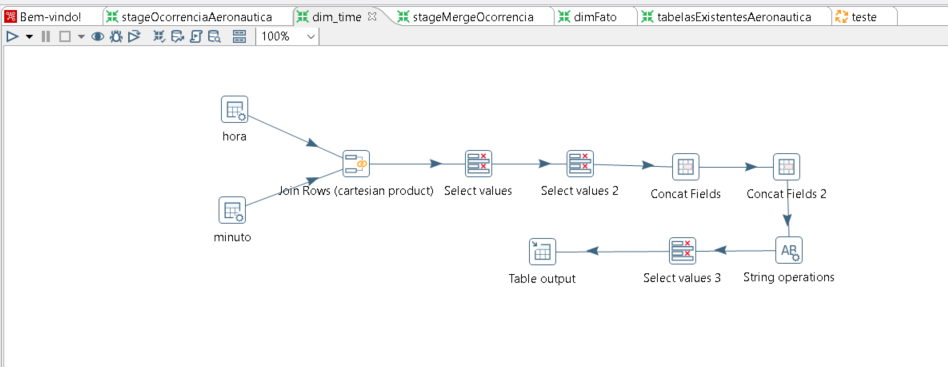 Bem-vindo!
stageOcorrenciaAeronautica
dim_time
stageMergeOcorrencia
dimFato
tabelasExistentesAeronautica
teste
100%
hora
Join Rows (cartesian product)
Select values
Select values 2
Concat Fields
Concat Fields 2
minuto
Table output
Select values 3
AB
String operations